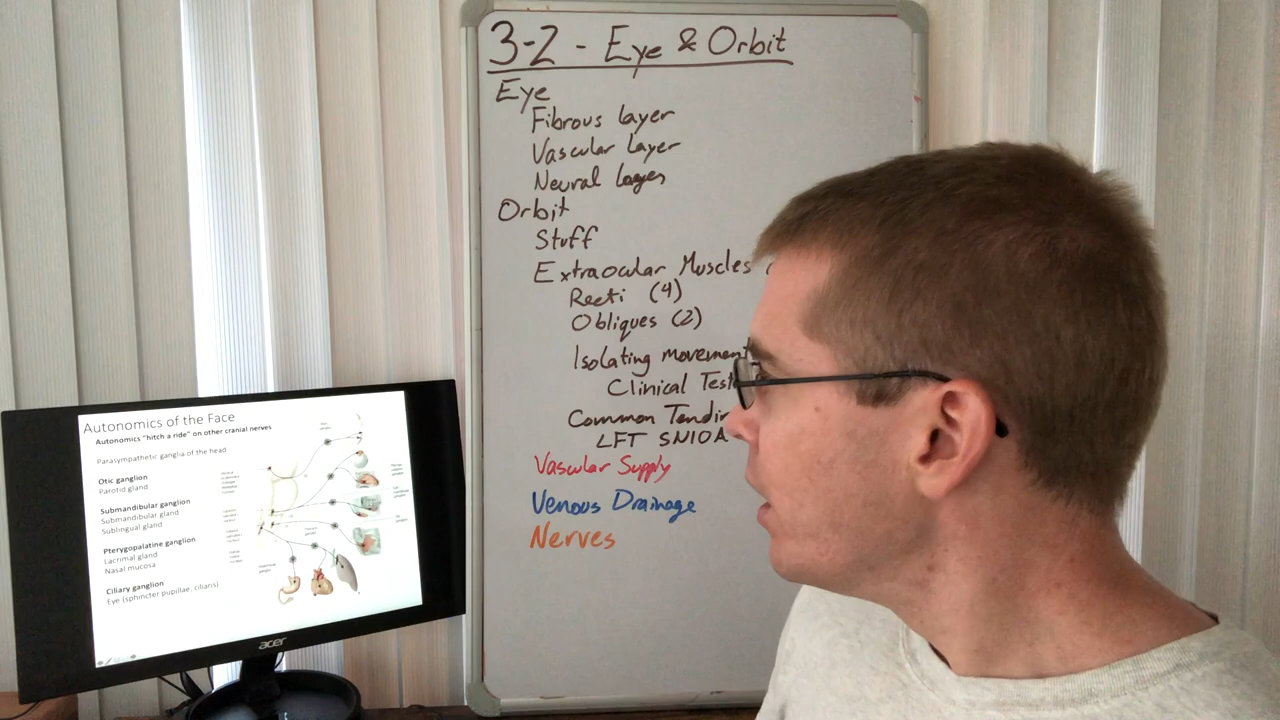 3-2 - Eye & Orbit
Eye
Fibrous layer
Vascular layer
Neural layer
Orbit
Stuff
Extraocular Muscles
Recti (4)
Obliques (2)
Isolating movement
Clinical Test
Common
LFT SNIOA
Vascular Supply
Venous Drainage
Nerves
Autonomics of the Face
Autonomics "hitch a ride" on other cranial nerves
Parasympathetic ganglia of the head
Otic ganglion
Parotid gland
Submandibular ganglion
Submandibular gland
Sublingual gland
Pterygopalatine ganglion
Lacrimal gland
Nasal mucosa
Ciliary ganglion
Eye (sphincter pupillae, ciliaris)
acer